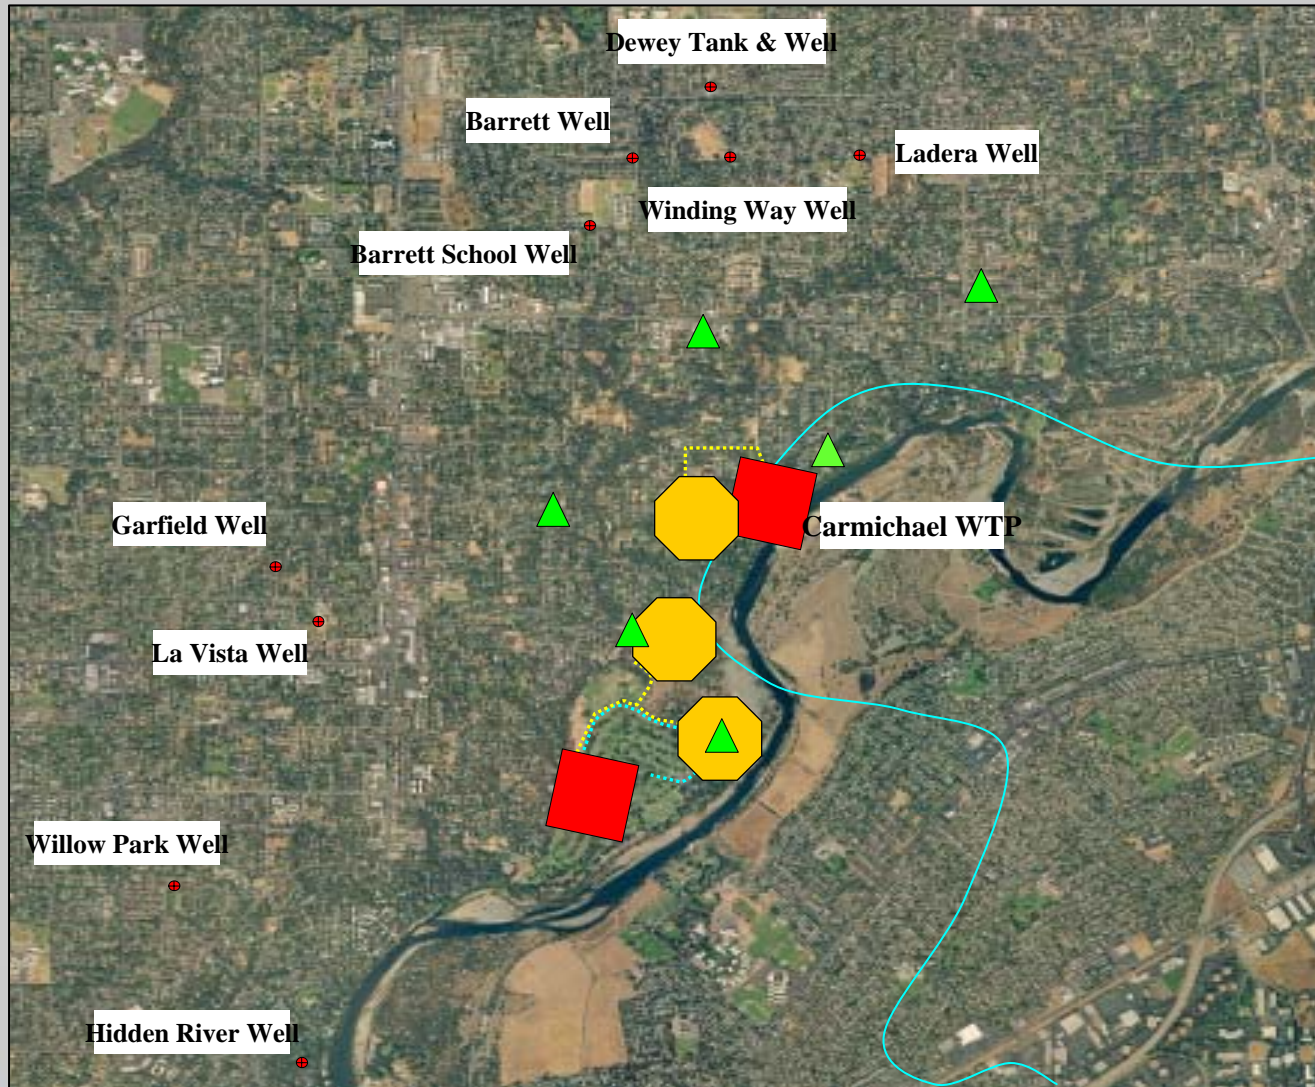 Dewey Tank & Well
Barrett Well
Ladera Well
Winding Way Well
Barrett School Well
Garfield Well
Carmichael WTP
La Vista Well
Willow Park Well
Hidden River Well